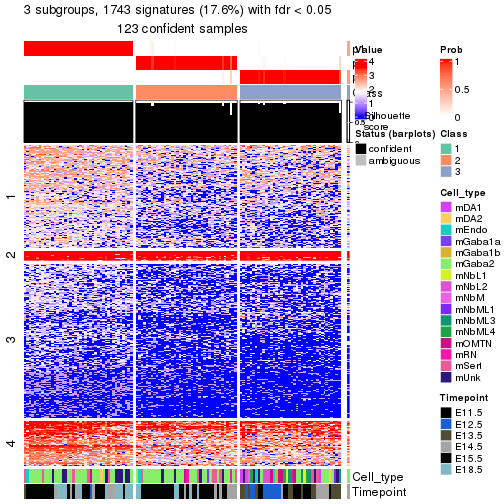 3 subgroups, 1743 signatures (17.6%) with fdr < 0.05
123 confident samples
1
2
3
4
Cell_type
Timepoint
Value
4
3
2
1
0
Silhouette
score
Status (barplots)
confident
ambiguous
Prob
1
0.5
0
Class
1
2
3
Cell_type
mDA1
mDA2
mEndo
mGaba1a
mGaba1b
mGaba2
mNbL1
mNbL2
mNbM
mNbML1
mNbML3
mNbML4
mOMTN
mRN
mSert
mUnk
Timepoint
E11.5
E12.5
E13.5
E14.5
E15.5
E18.5